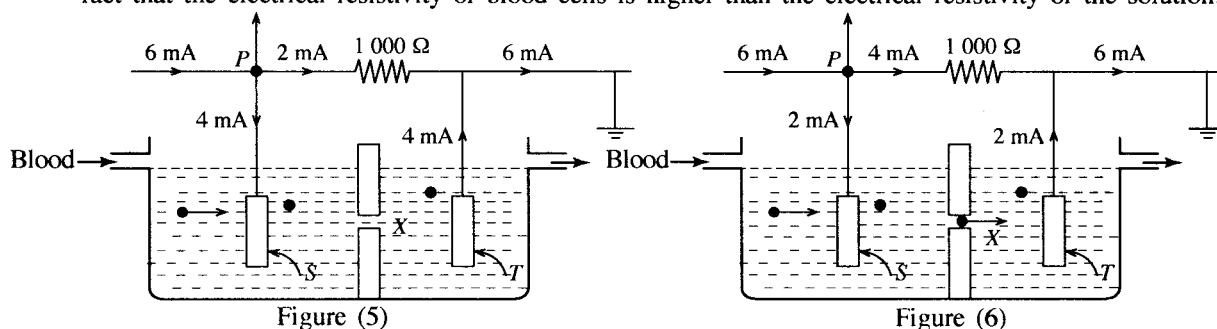 fact that the electrical resistivity of blood cells is higher than the electrical resistivity of the solution.
6 mA P 2 mA 1 000 Ω 6 mA
4 mA 4 mA
Blood
X
S T
Figure (5)
6 mA P 4 mA 1 000 Ω 6 mA
2 mA 2 mA
Blood
X
S T
Figure (6)